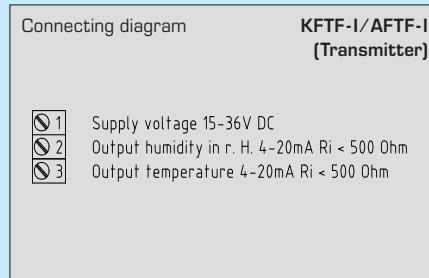 Connecting diagram KFTF-I/AFTF-I
(Transmitter)
1 Supply voltage 15-36V DC
2 Output humidity in r. H. 4-20mA Ri < 500 Ohm
3 Output temperature 4-20mA Ri < 500 Ohm